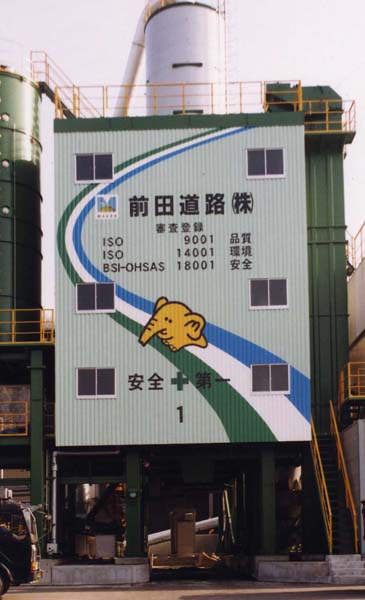 前田道路㈱
審査登録
ISO 9001 品質
ISO 14001 環境
BSI-OHSAS 18001 安全
安全✚第一
1